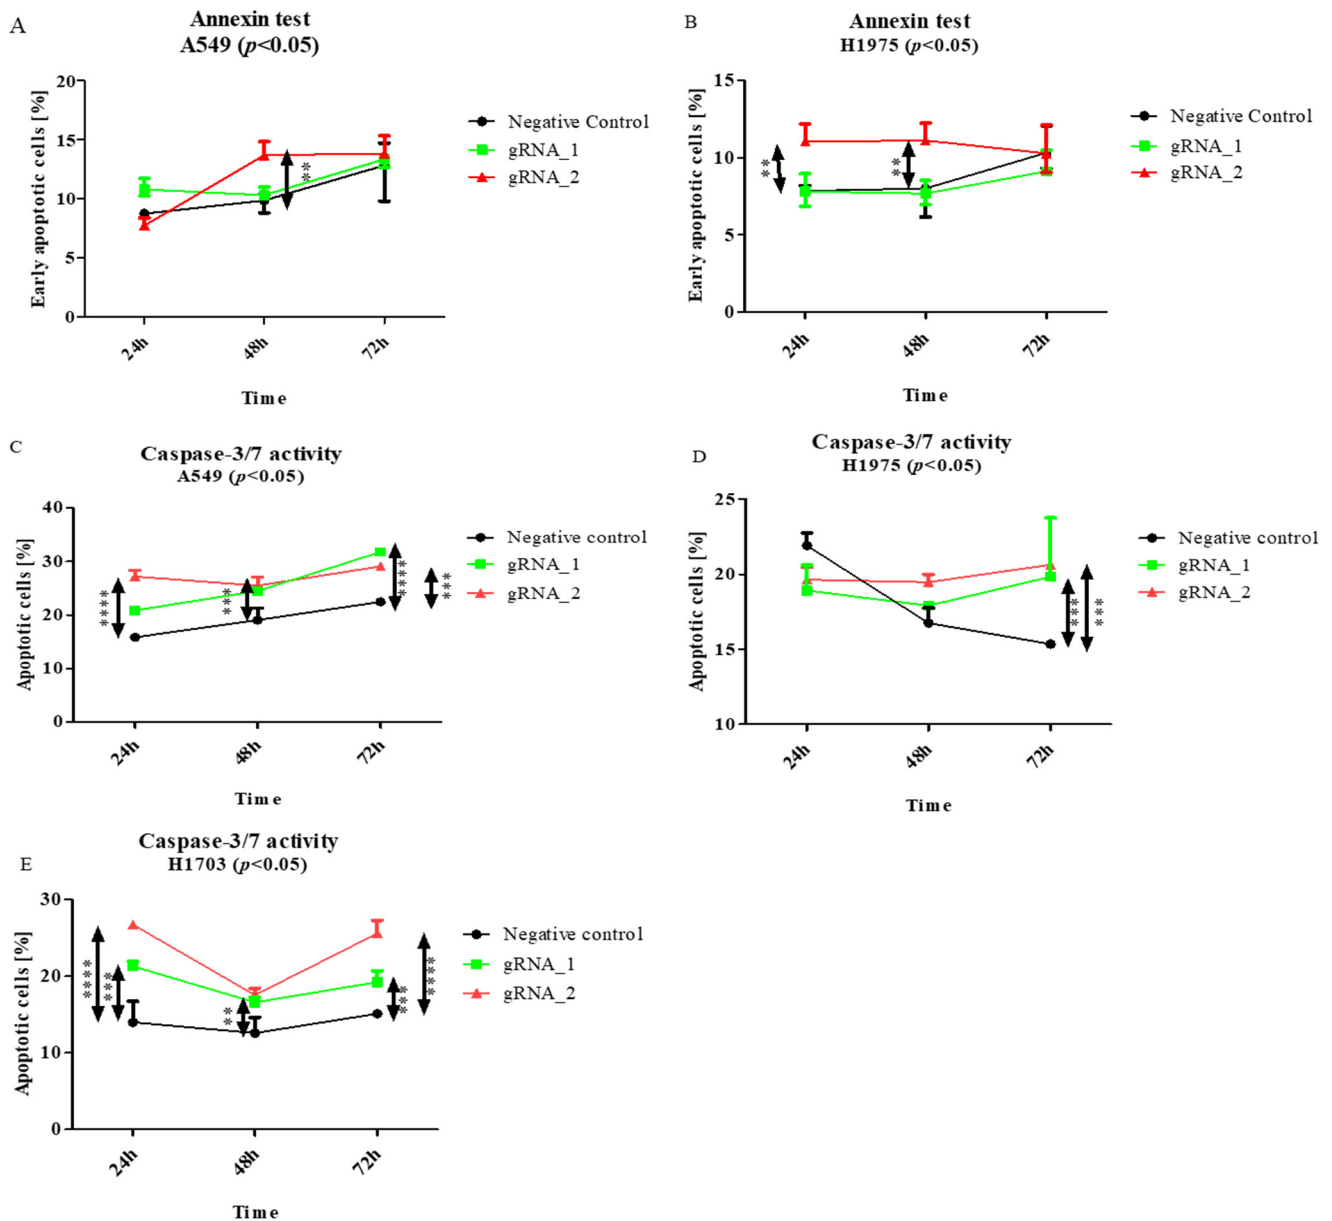 A
Annexin test
A549 (p<0.05)
Early apoptotic cells [%]
20
15
10
5
0
**
24h
48h
72h
Time
Negative Control
gRNA_1
gRNA_2
B
Annexin test
H1975 (p<0.05)
Early apoptotic cells [%]
15
10
5
0
**
**
24h
48h
72h
Time
Negative Control
gRNA_1
gRNA_2
C
Caspase-3/7 activity
A549 (p<0.05)
Apoptotic cells [%]
40
30
20
10
0
****
***
****
***
24h
48h
72h
Time
Negative control
gRNA_1
gRNA_2
D
Caspase-3/7 activity
H1975 (p<0.05)
Apoptotic cells [%]
25
20
15
10
***
***
24h
48h
72h
Time
Negative control
gRNA_1
gRNA_2
E
Caspase-3/7 activity
H1703 (p<0.05)
Apoptotic cells [%]
30
20
10
0
****
***
**
***
****
24h
48h
72h
Time
Negative control
gRNA_1
gRNA_2